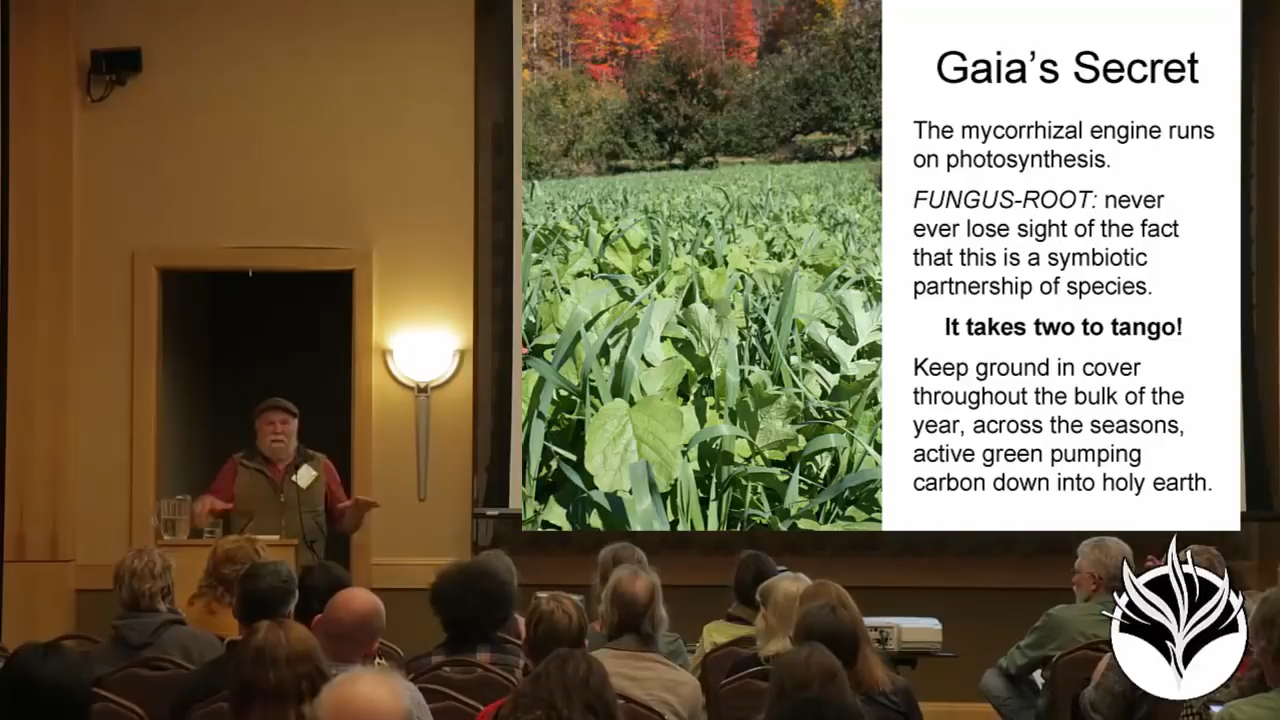 Gaia's Secret
The mycorrhizal engine runs
on photosynthesis.
FUNGUS-ROOT: never
ever lose sight of the fact
that this is a symbiotic
partnership of species.
It takes two to tango!
Keep ground in cover
throughout the bulk of the
year, across the seasons,
active green pumping
carbon down into holy earth.